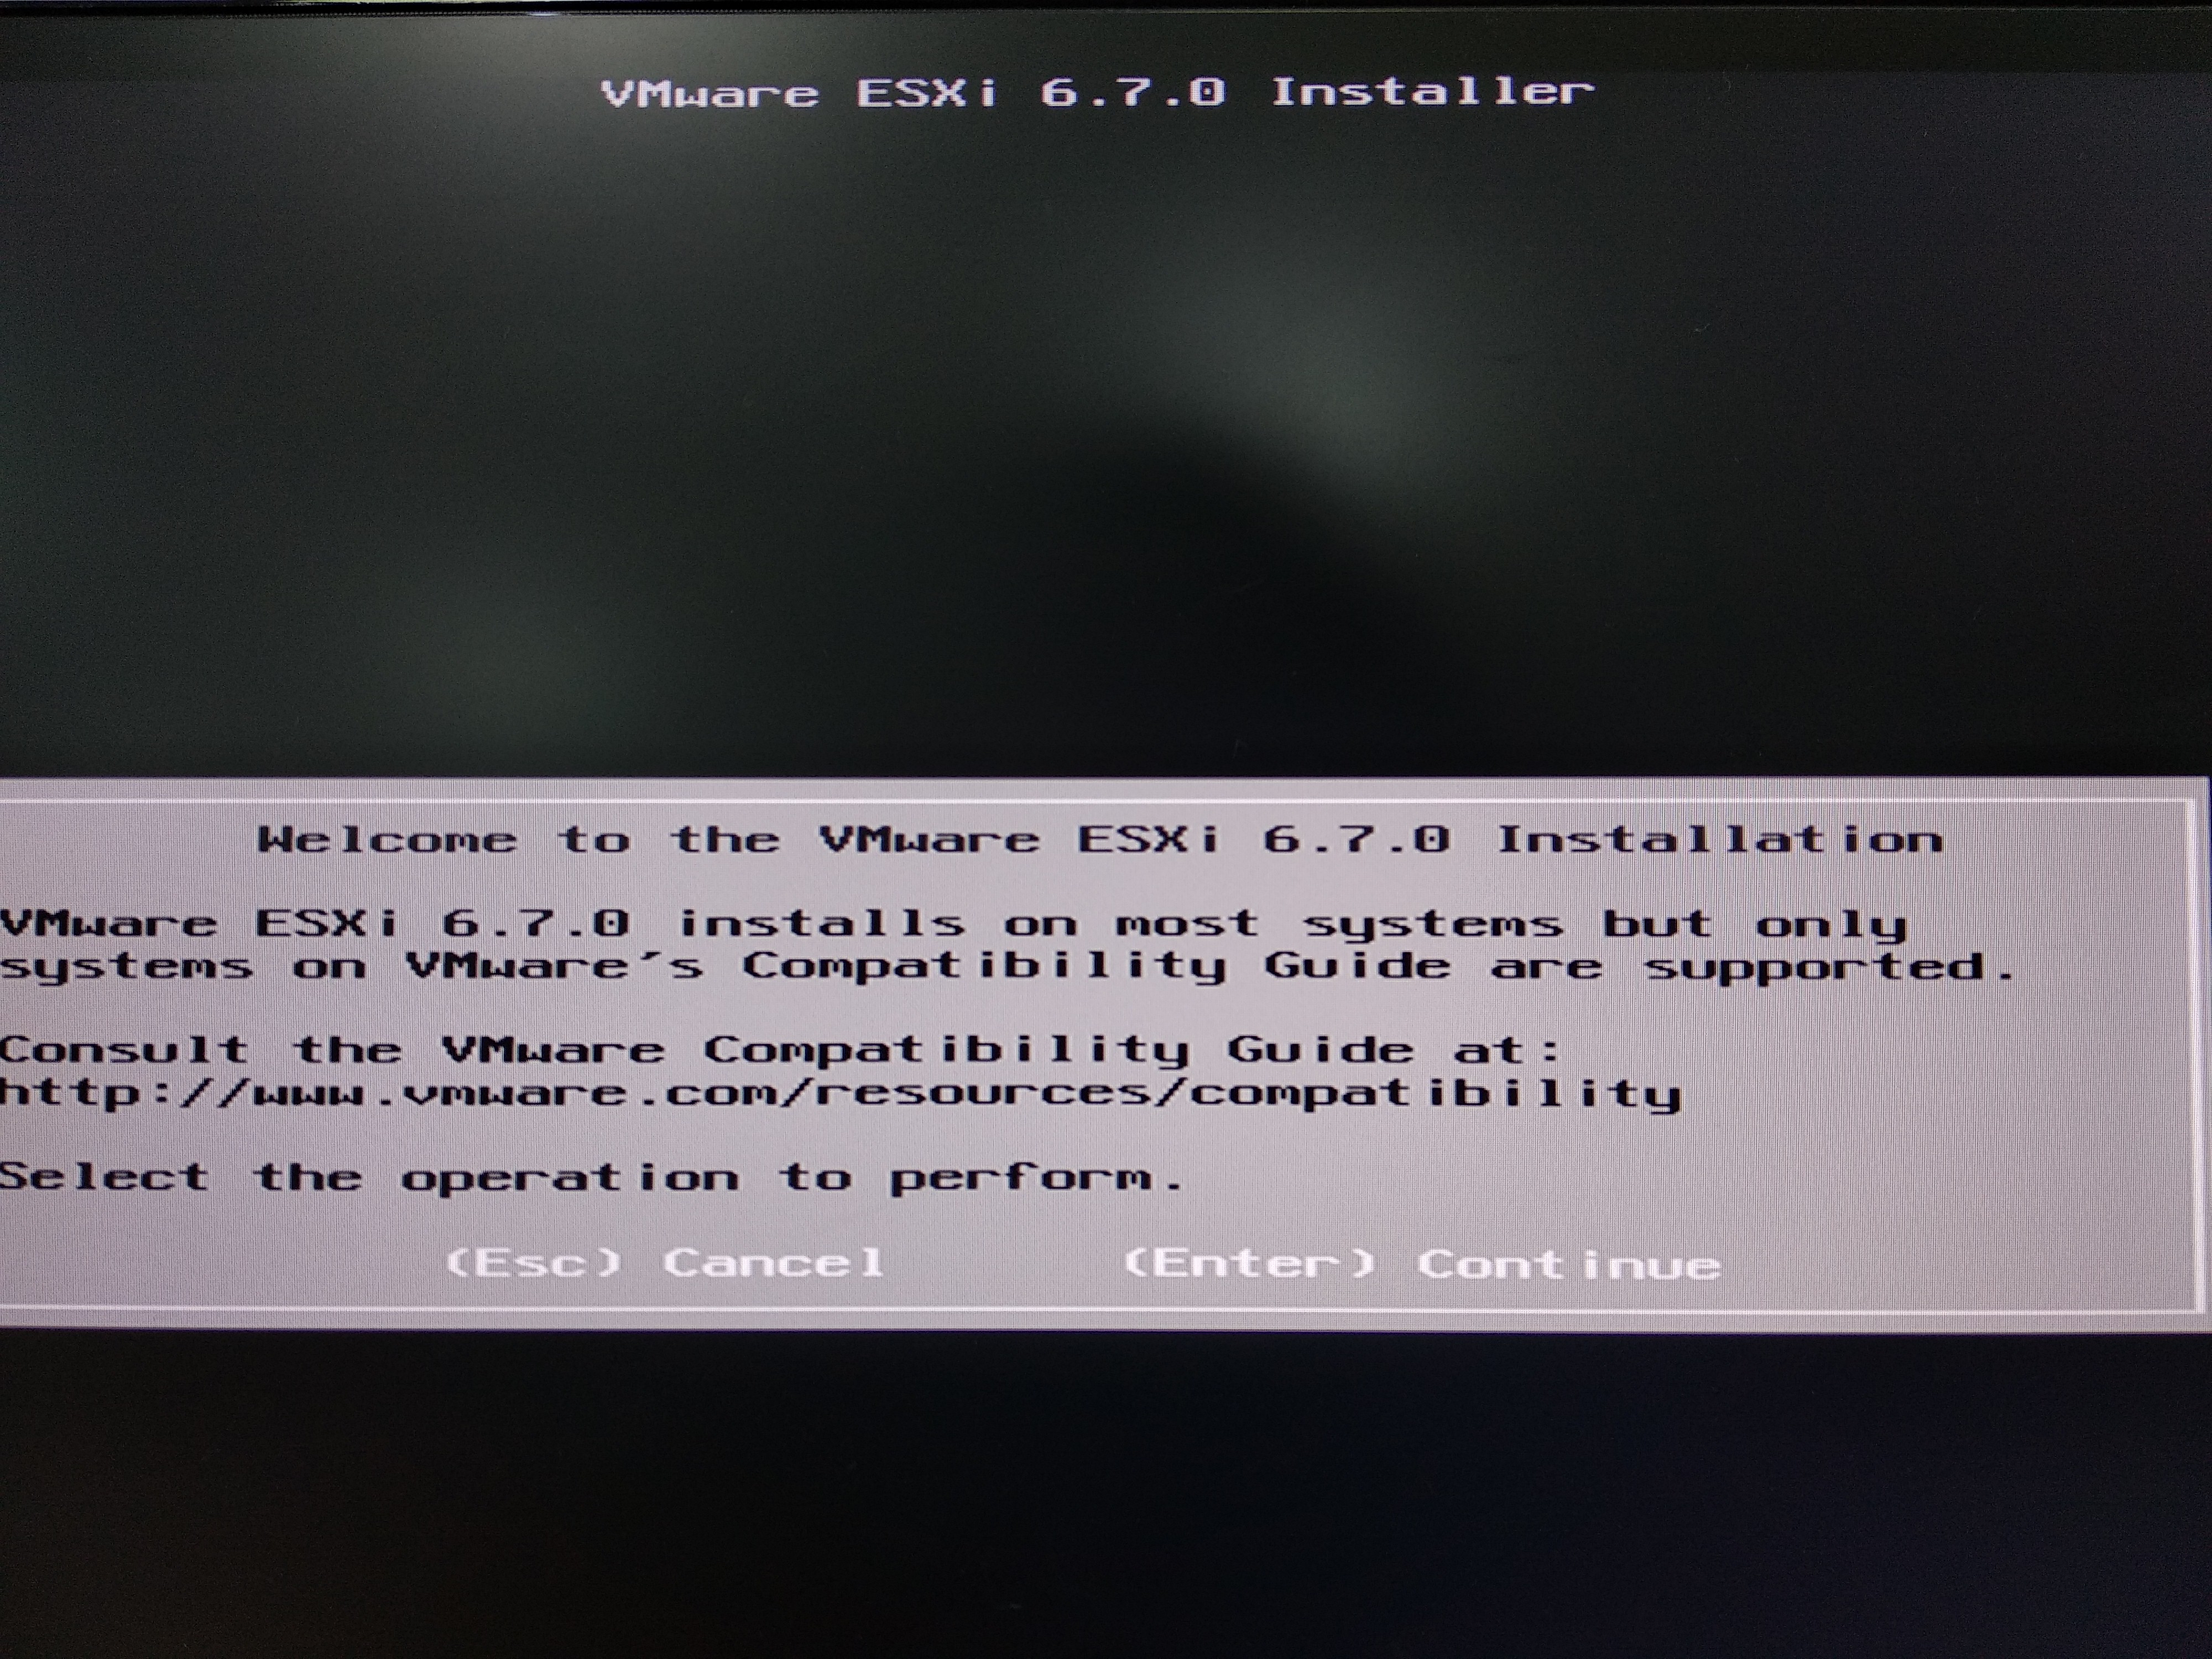 VMware ESXi 6.7.0 Installer
Welcome to the VMware ESXi 6.7.0 Installation
VMware ESXi 6.7.0 installs on most systems but only
systems on VMware's Compatibility Guide are supported.
Consult the VMware Compatibility Guide at:
http://www.vmware.com/resources/compatibility
Select the operation to perform.
(Esc) Cancel (Enter) Continue